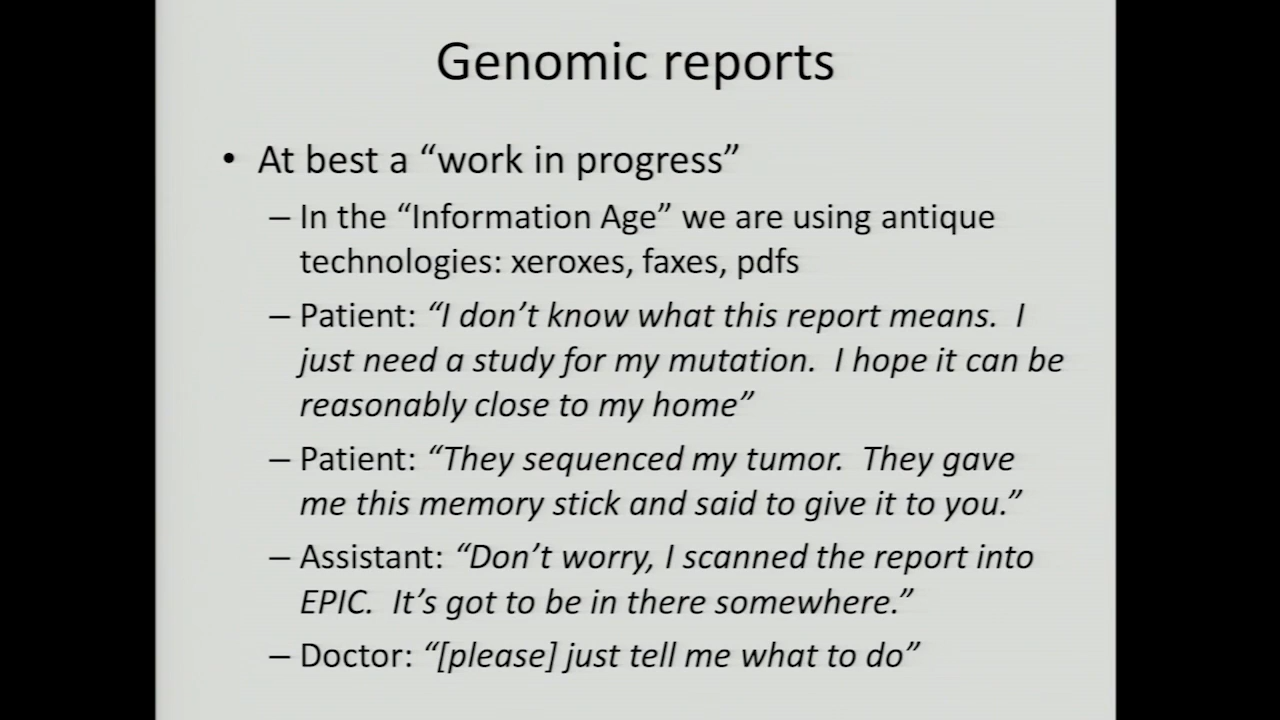 Genomic reports
• At best a “work in progress”
– In the “Information Age” we are using antique
technologies: xeroxes, faxes, pdfs
– Patient: “I don’t know what this report means.  I
just need a study for my mutation.  I hope it can be
reasonably close to my home”
– Patient: “They sequenced my tumor.  They gave
me this memory stick and said to give it to you.”
– Assistant: “Don’t worry, I scanned the report into
EPIC.  It’s got to be in there somewhere.”
– Doctor: “[please] just tell me what to do”